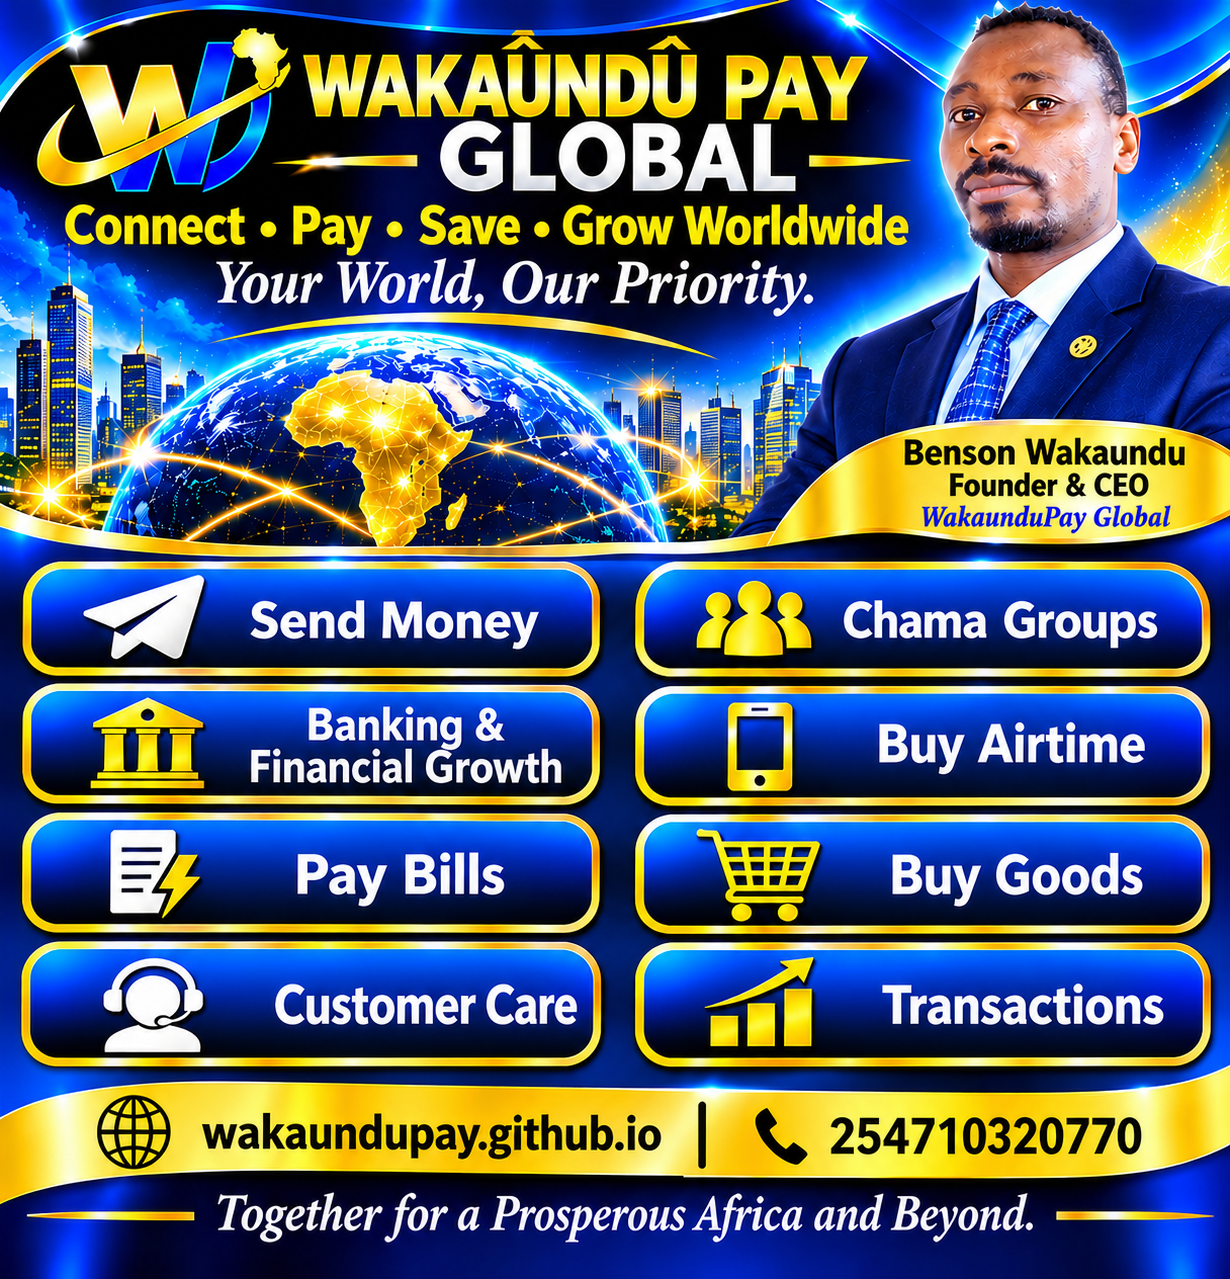 WAKAÛNDÛ PAY
GLOBAL
Connect • Pay • Save • Grow Worldwide
Your World, Our Priority.
Benson Wakaundu
Founder & CEO
WakaunduPay Global
Send Money
Chama Groups
Banking &
Financial Growth
Buy Airtime
Pay Bills
Buy Goods
Customer Care
Transactions
wakaundupay.github.io | 254710320770
Together for a Prosperous Africa and Beyond.